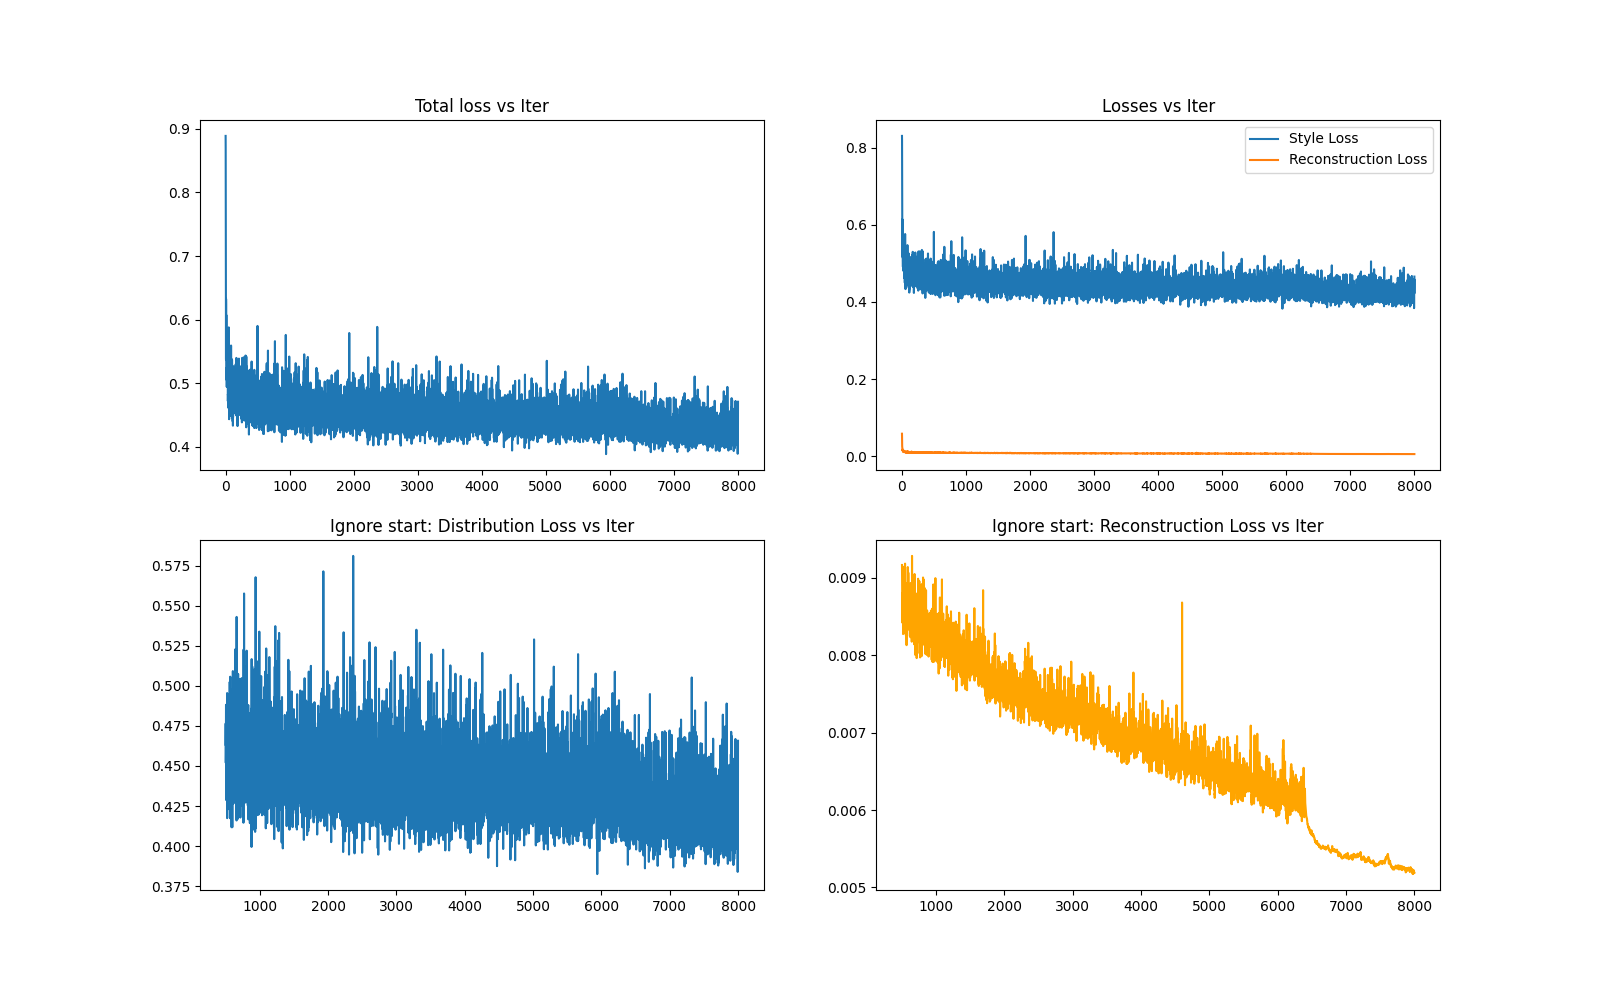 Total loss vs Iter
0.9
0.8
0.7
0.6
0.5
0.4
0 1000 2000 3000 4000 5000 6000 7000 8000
Losses vs Iter
Style Loss
Reconstruction Loss
0.8
0.6
0.4
0.2
0.0
0 1000 2000 3000 4000 5000 6000 7000 8000
Ignore start: Distribution Loss vs Iter
0.575
0.550
0.525
0.500
0.475
0.450
0.425
0.400
0.375
1000 2000 3000 4000 5000 6000 7000 8000
Ignore start: Reconstruction Loss vs Iter
0.009
0.008
0.007
0.006
0.005
1000 2000 3000 4000 5000 6000 7000 8000